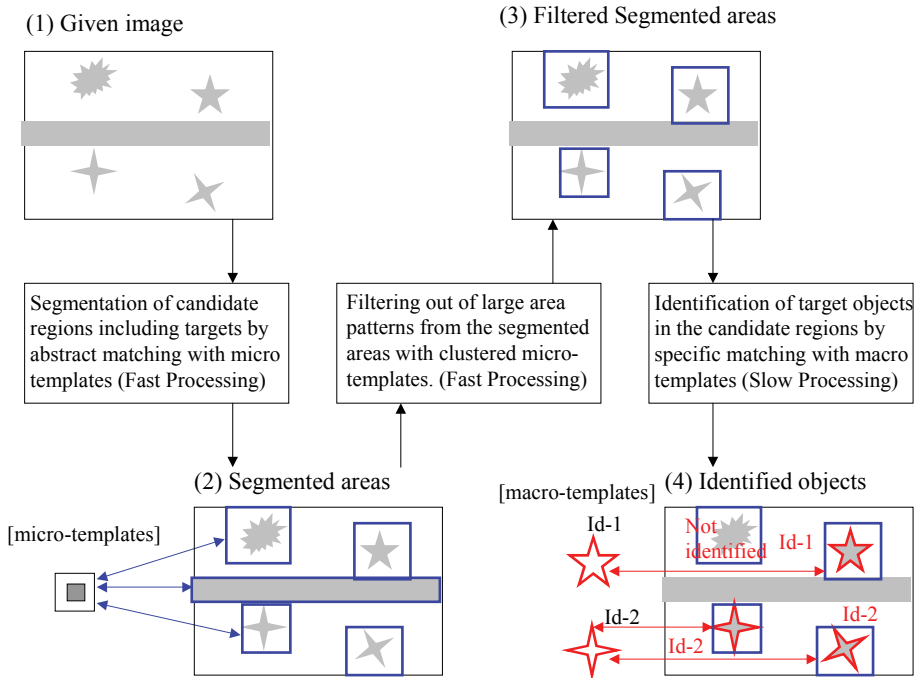 (1) Given image
(3) Filtered Segmented areas
Segmentation of candidate
regions including targets by
abstract matching with micro
templates (Fast Processing)
Filtering out of large area
patterns from the segmented
areas with clustered micro-
templates. (Fast Processing)
Identification of target objects
in the candidate regions by
specific matching with macro
templates (Slow Processing)
(2) Segmented areas
[micro-templates]
[macro-templates]
(4) Identified objects
Id-1
Not
identified
Id-1
Id-2
Id-2
Id-2